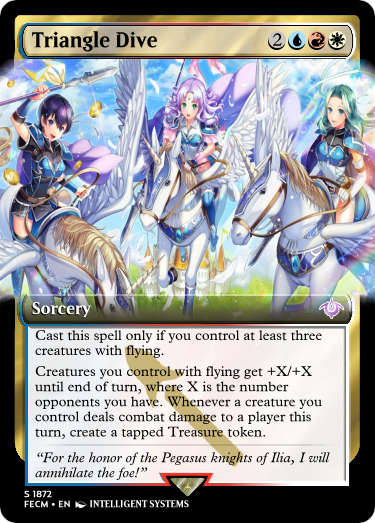 Triangle Dive 2
Sorcery
Cast this spell only if you control at least three
creatures with flying.
Creatures you control with flying get +X/+X
until end of turn, where X is the number
opponents you have. Whenever a creature you
control deals combat damage to a player this
turn, create a tapped Treasure token.
“For the honor of the Pegasus knights of Ilia, I will
annihilate the foe!”
S 1872
FECM • EN INTELLIGENT SYSTEMS